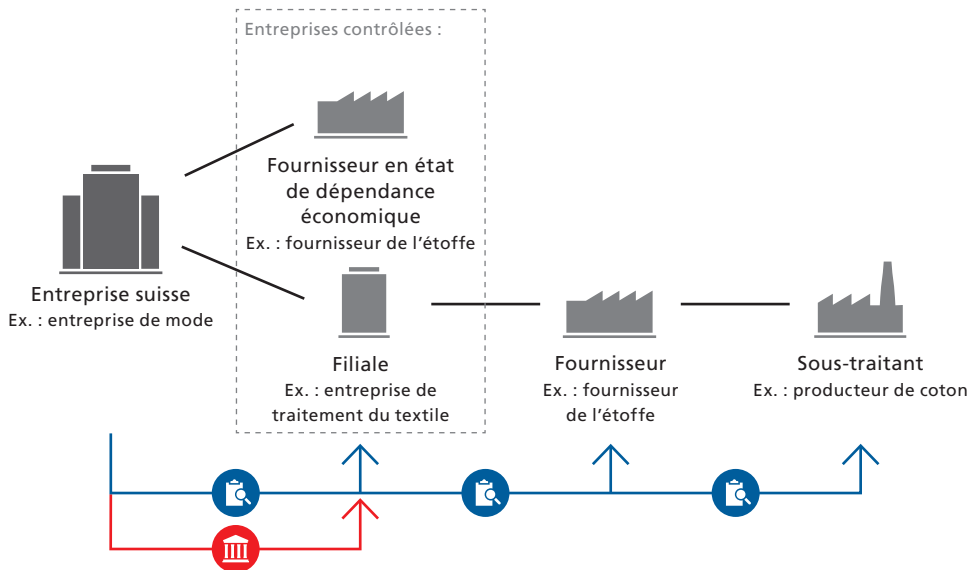 Entreprises contrôlées :
Fournisseur en état
de dépendance
économique
Ex. : fournisseur de l’étoffe
Entreprise suisse
Ex. : entreprise de mode
Filiale
Ex. : entreprise de
traitement du textile
Fournisseur
Ex. : fournisseur
de l’étoffe
Sous-traitant
Ex. : producteur de coton